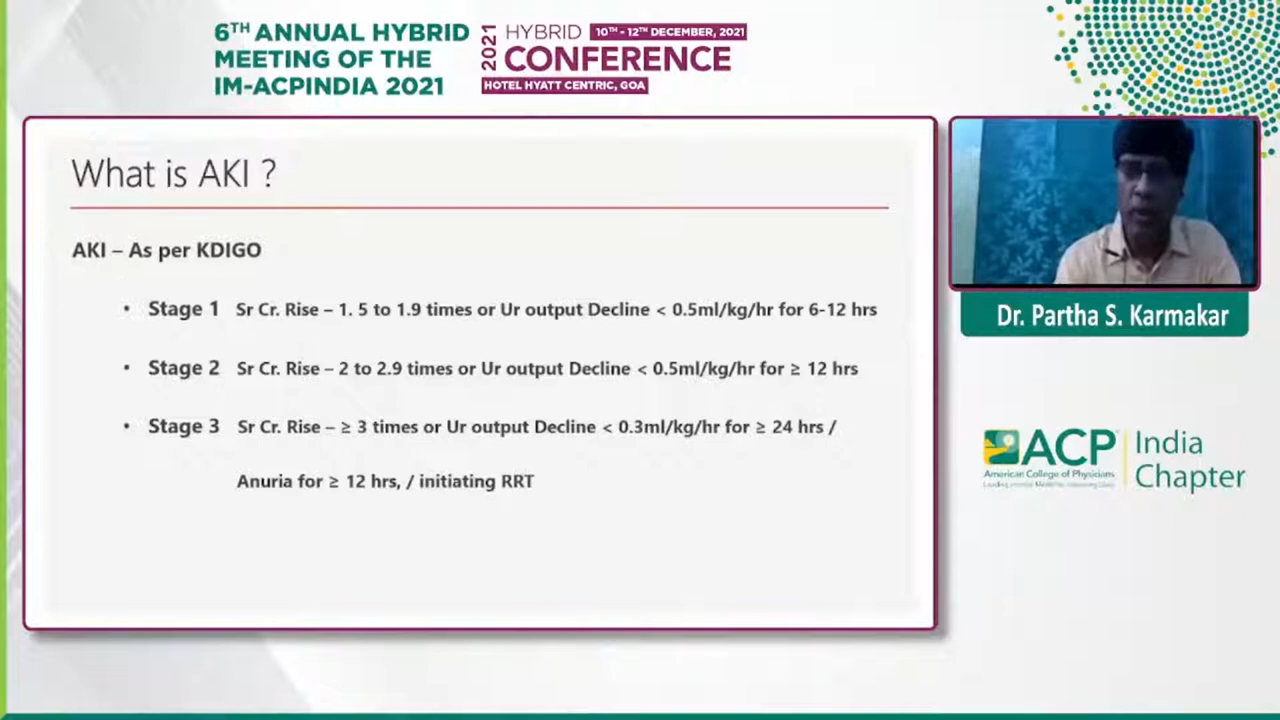 6TH ANNUAL HYBRID
MEETING OF THE
IM-ACPINDIA 2021
2021
HYBRID 10TH - 12TH DECEMBER, 2021
CONFERENCE
HOTEL HYATT CENTRIC, GOA
What is AKI ?
AKI – As per KDIGO
• Stage 1 Sr Cr. Rise – 1. 5 to 1.9 times or Ur output Decline < 0.5ml/kg/hr for 6-12 hrs
• Stage 2 Sr Cr. Rise – 2 to 2.9 times or Ur output Decline < 0.5ml/kg/hr for ≥ 12 hrs
• Stage 3 Sr Cr. Rise – ≥ 3 times or Ur output Decline < 0.3ml/kg/hr for ≥ 24 hrs /
Anuria for ≥ 12 hrs, / initiating RRT
Dr. Partha S. Karmakar
ACP
American College of Physicians
India
Chapter